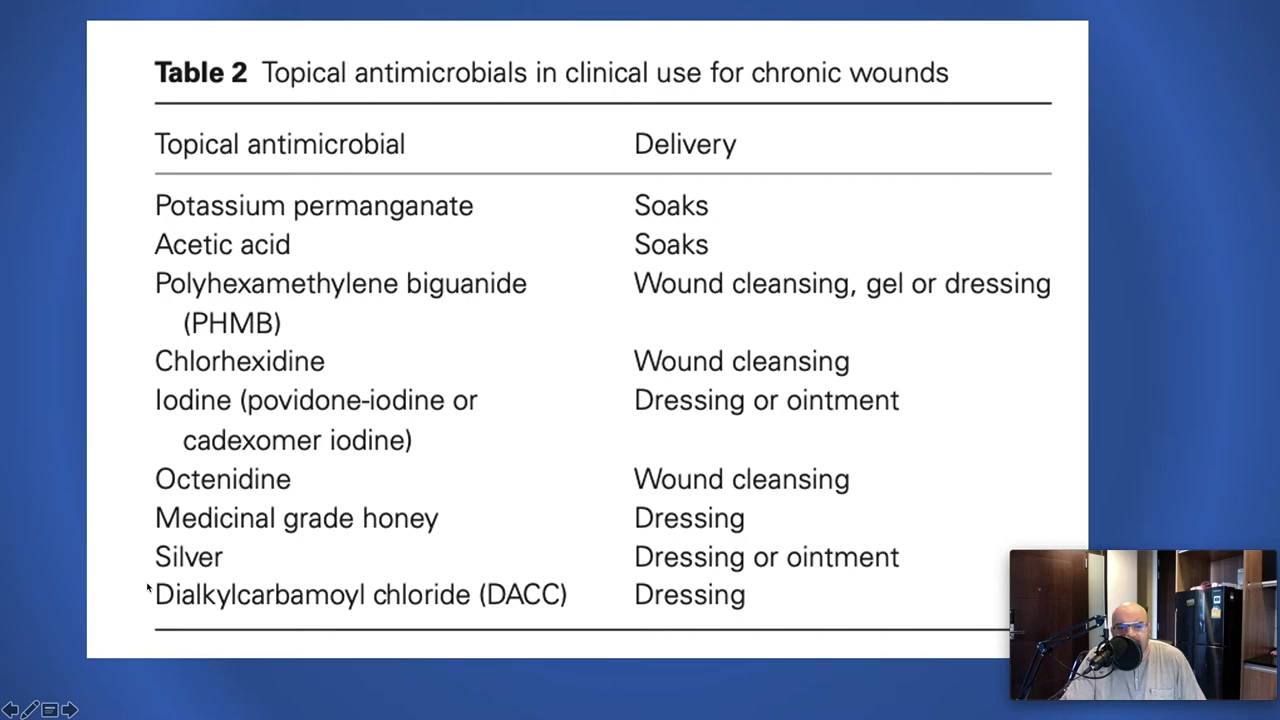 Table 2 Topical antimicrobials in clinical use for chronic wounds
Topical antimicrobial Delivery
Potassium permanganate Soaks
Acetic acid Soaks
Polyhexamethylene biguanide Wound cleansing, gel or dressing
(PHMB)
Chlorhexidine Wound cleansing
Iodine (povidone-iodine or Dressing or ointment
cadexomer iodine)
Octenidine Wound cleansing
Medicinal grade honey Dressing
Silver Dressing or ointment
Dialkylcarbamoyl chloride (DACC) Dressing